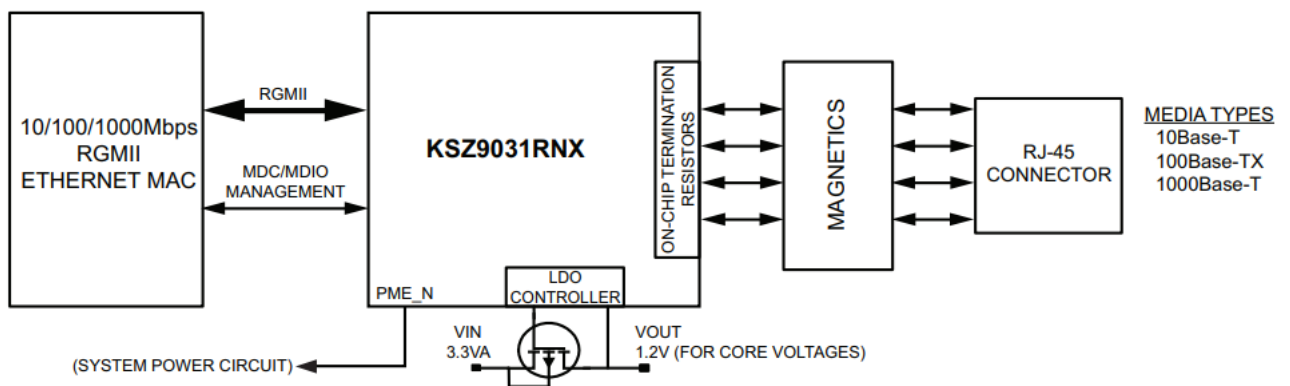 10/100/1000Mbps
RGMII
ETHERNET MAC
RGMII
MDC/MDIO
MANAGEMENT
KSZ9031RNX
ON-CHIP TERMINATION
RESISTORS
PME_N
LDO
CONTROLLER
MAGNETICS
RJ-45
CONNECTOR
MEDIA TYPES
10Base-T
100Base-TX
1000Base-T
VIN
3.3VA
VOUT
1.2V (FOR CORE VOLTAGES)
(SYSTEM POWER CIRCUIT)